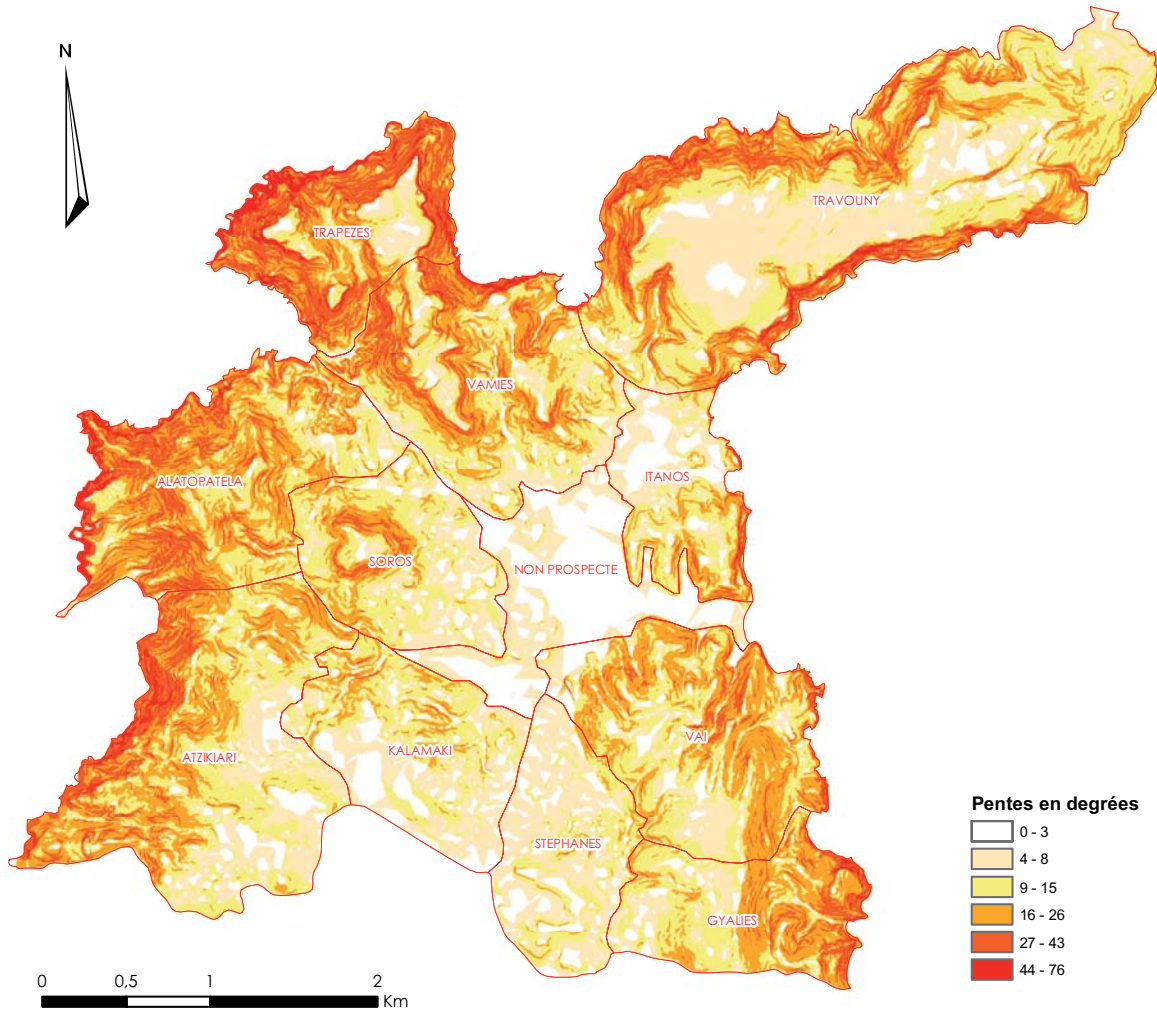 N
TRAVOUNY
TRAPEZES
VAMIES
ITANOS
ALATOPATELA
SOROS
NON PROSPECTE
VAI
KALAMAKI
ATZIKIARI
STEPHANES
GYALIES
Pentes en degrées
0 - 3
4 - 8
9 - 15
16 - 26
27 - 43
44 - 76
0 0,5 1 2
Km